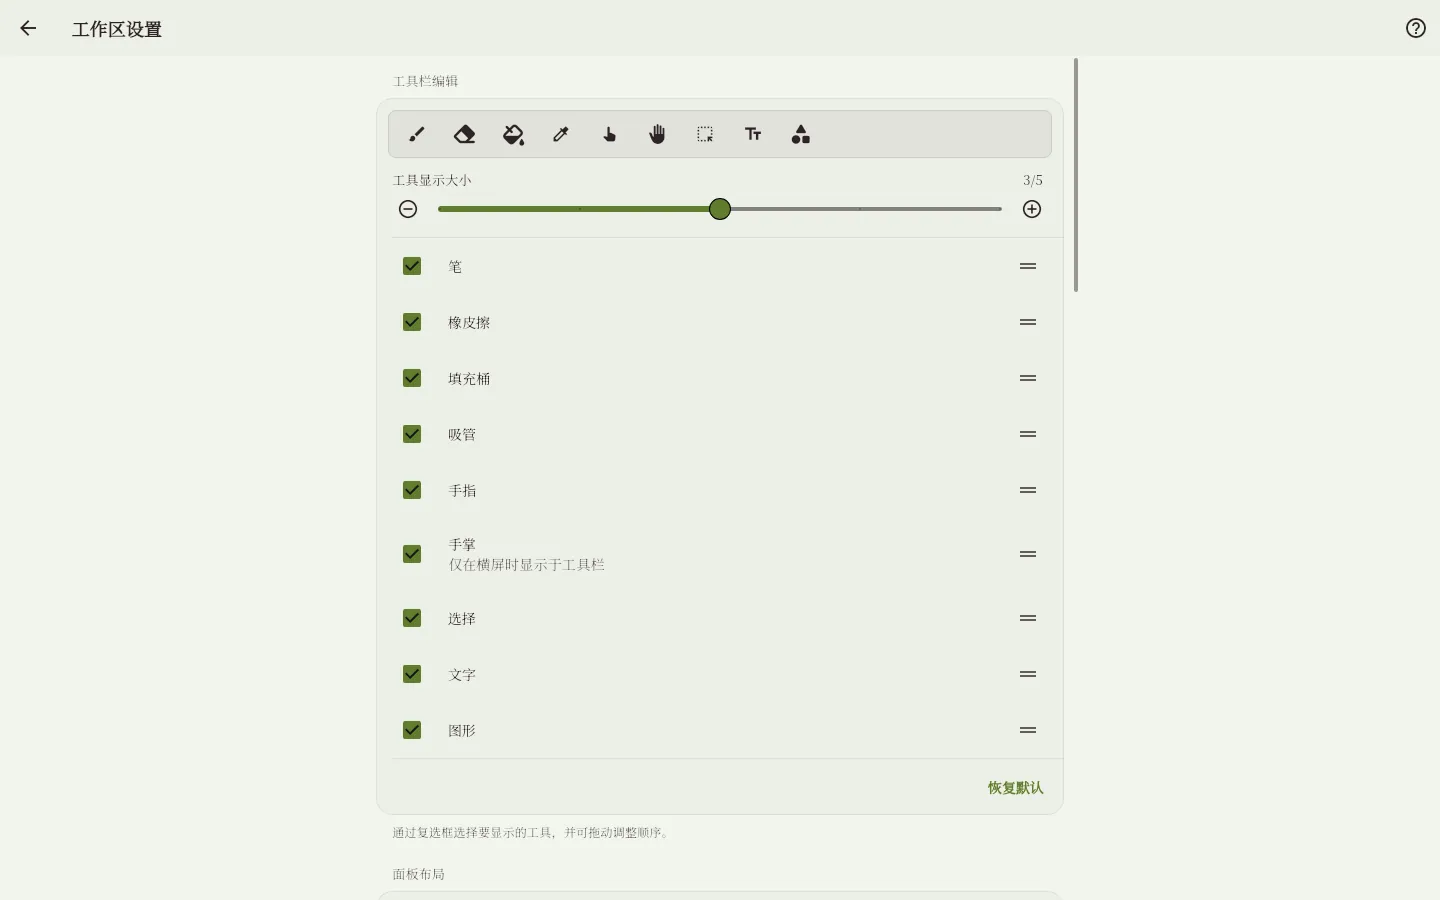 工作区设置
工具栏编辑
Tт
工具显示大小 3/5
笔
橡皮擦
填充桶
吸管
手指
手掌
仅在横屏时显示于工具栏
选择
文字
图形
恢复默认
通过复选框选择要显示的工具，并可拖动调整顺序。
面板布局